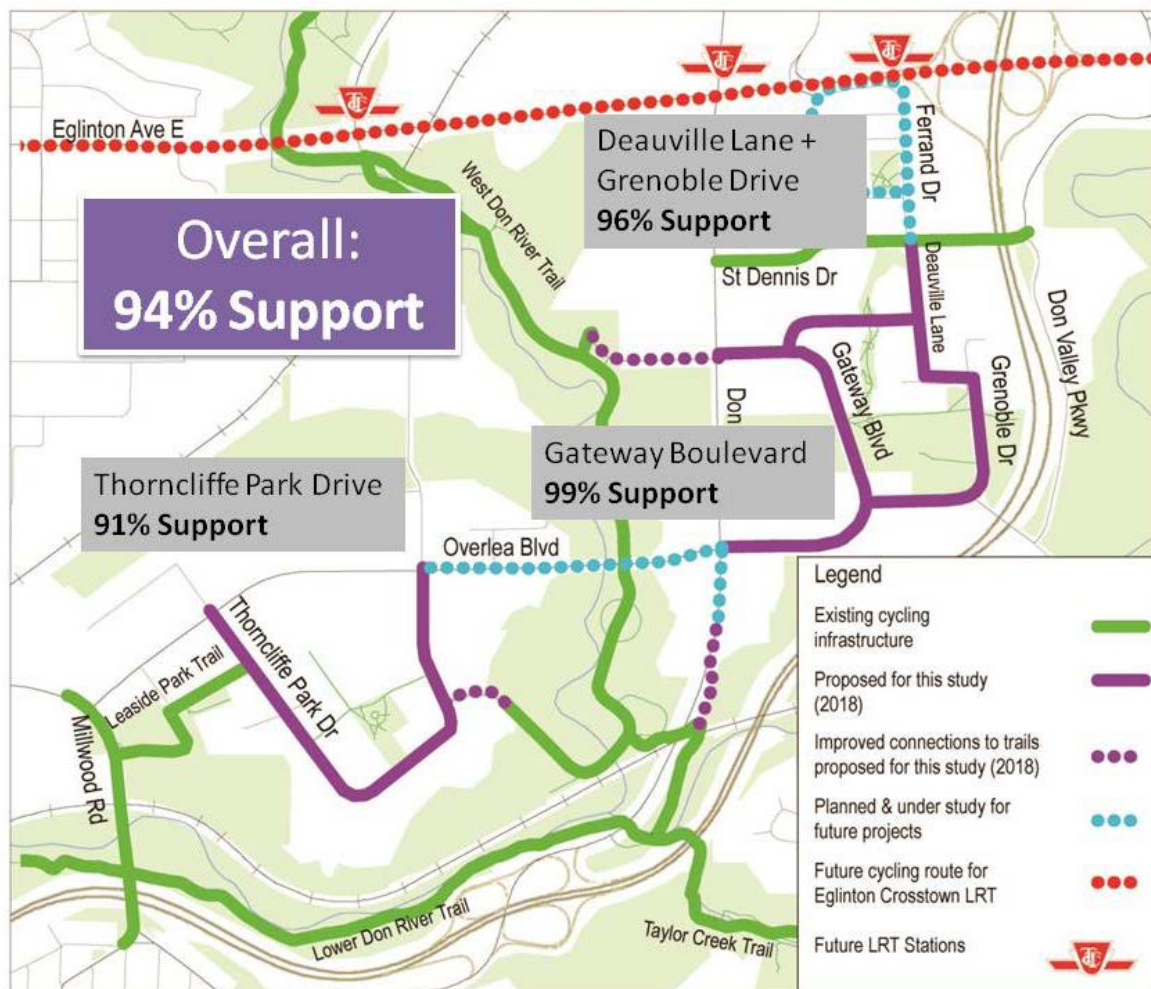 Eglinton Ave E
West Don River Trail
Deauville Lane +
Grenoble Drive
96% Support
Ferrand Dr
Overall:
94% Support
St Dennis Dr
Deauville Lane
Don Valley Pkwy
Gateway Blvd
Grenoble Dr
Don
Thorncliffe Park Drive
91% Support
Gateway Boulevard
99% Support
Overlea Blvd
Thorncliffe Park Dr
Leaside Park Trail
Millwood Rd
Lower Don River Trail
Taylor Creek Trail
Legend
Existing cycling
infrastructure
Proposed for this study
(2018)
Improved connections to trails
proposed for this study (2018)
Planned & under study for
future projects
Future cycling route for
Eglinton Crosstown LRT
Future LRT Stations